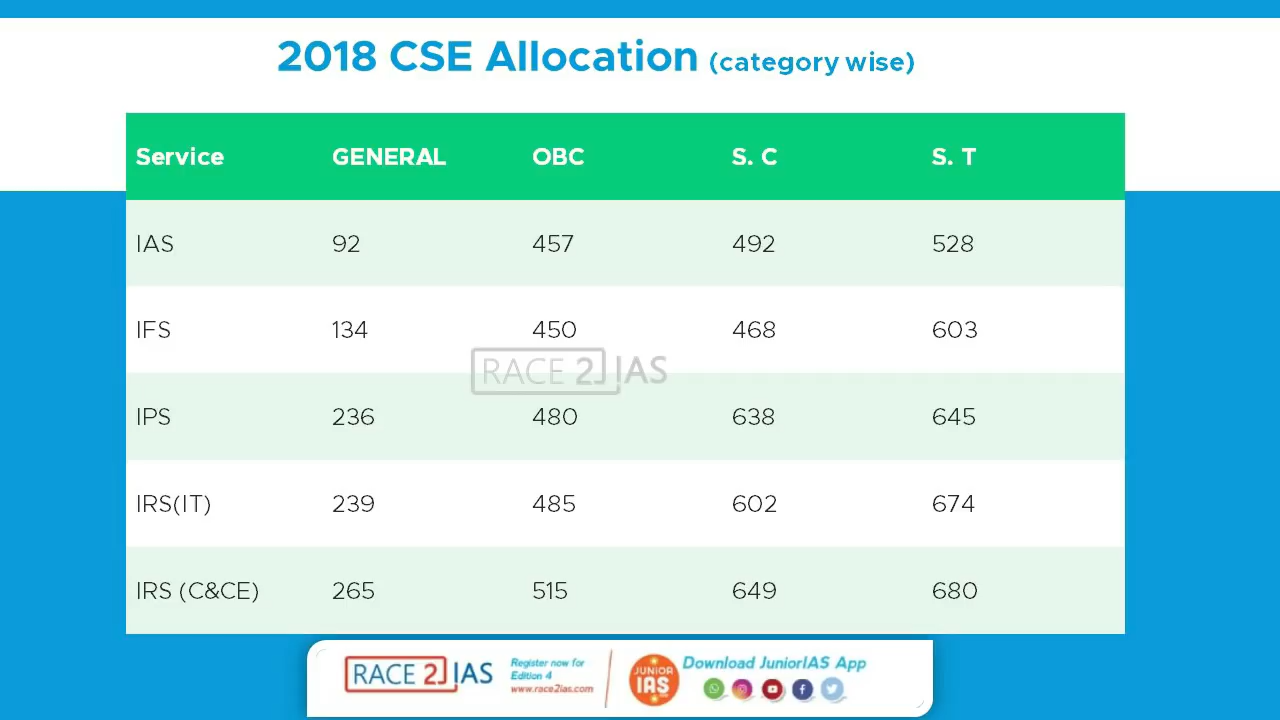 2018 CSE Allocation (category wise)
Service GENERAL OBC S. C S. T
IAS 92 457 492 528
IFS 134 450 468 603
RACE 2 IAS
IPS 236 480 638 645
IRS(IT) 239 485 602 674
IRS (C&CE) 265 515 649 680
RACE 2 IAS
Register now for
Edition 4
www.race2ias.com
JUNIOR
IAS
Download JuniorIAS App